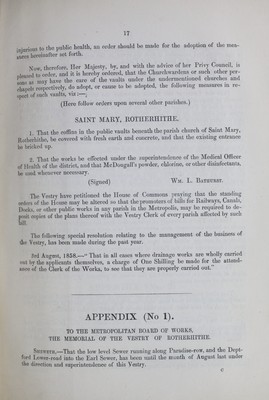 17
injurious to the public health, an order should be made for the adoption of the mea-
sures hereinafter set forth.
Now, therefore, Her Majesty, by, and with the advice of her Privy Council, is
pleased to order, and it is hereby ordered, that the Churchwardens or such other per-
sons as may have the care of the vaults under the undermentioned churches and
chapels respectively, do adopt, or cause to be adopted, the following measures in re-
spect of such vaults, viz :—,
(Here follow orders upon several other parishes.)
SAINT MARY, ROTHERHITHE.
1. That the coffins in the public vaults beneath the parish church of Saint Mary,
Rotherhithe, be covered with fresh earth and concrete, and that the existing entrance
be bricked up.
2. That the works be effected under the superintendence of the Medical Officer
of Health of the district, and that McDougall's powder, chlorine, or other disinfectants,
be used whenever necessary.
(Signed) WM. L. BATHURST.
The Vestry have petitioned the House of Commons praying that the standing
orders of the House may be altered so that the promoters of bills for Railways, Canals,
Docks, or other public works in any parish in the Metropolis, may be required to de-
posit copies of the plans thereof with the Vestry Clerk of every parish affected by such
bill.
The following special resolution relating to the management of the business of
the Vestry, has been made during the past year.
3rd August, 1858.—" That in all cases where drainage works are wholly carried
out by the applicants themselves, a charge of One Shilling be made for the attend-
ance of the Clerk of the Works, to see that they are properly carried out."
APPENDIX (No 1).
TO THE METROPOLITAN BOARD OF WORKS,
THE MEMORIAL OF THE VESTRY OF ROTHERHITHE
SHEWETH,—That the low level Sewer running along Paradise-row, and the Dept-
ford Lower-road into the Earl Sewer, has been until the month of August last under
the direction and superintendence of this Vestry.
C